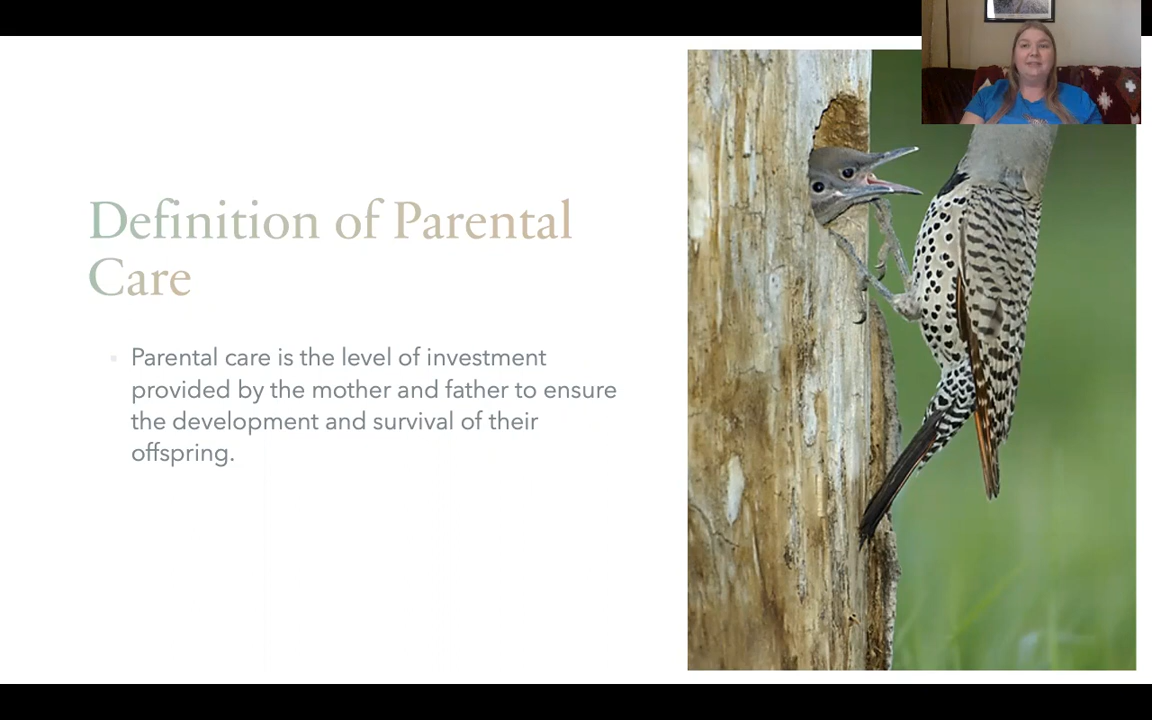 Definition of Parental
Care
Parental care is the level of investment
provided by the mother and father to ensure
the development and survival of their
offspring.